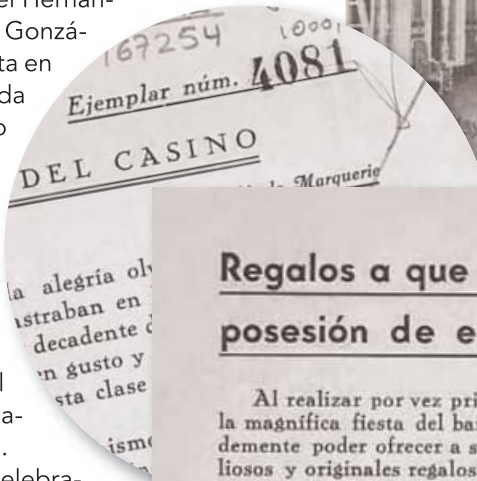 el Hernán-
Gonzá-
ta en
da
o
l
a-
.
elebra-
167254
1000
Ejemplar núm. 4081
DEL CASINO
Marquerie
la alegría
straban en
decadente
n gusto y
sta clase
ism
Regalos a que
posesión de e
Al realizar por vez pri
la magnífica fiesta del ba
demente poder ofrecer a s
liosos y originales regalos